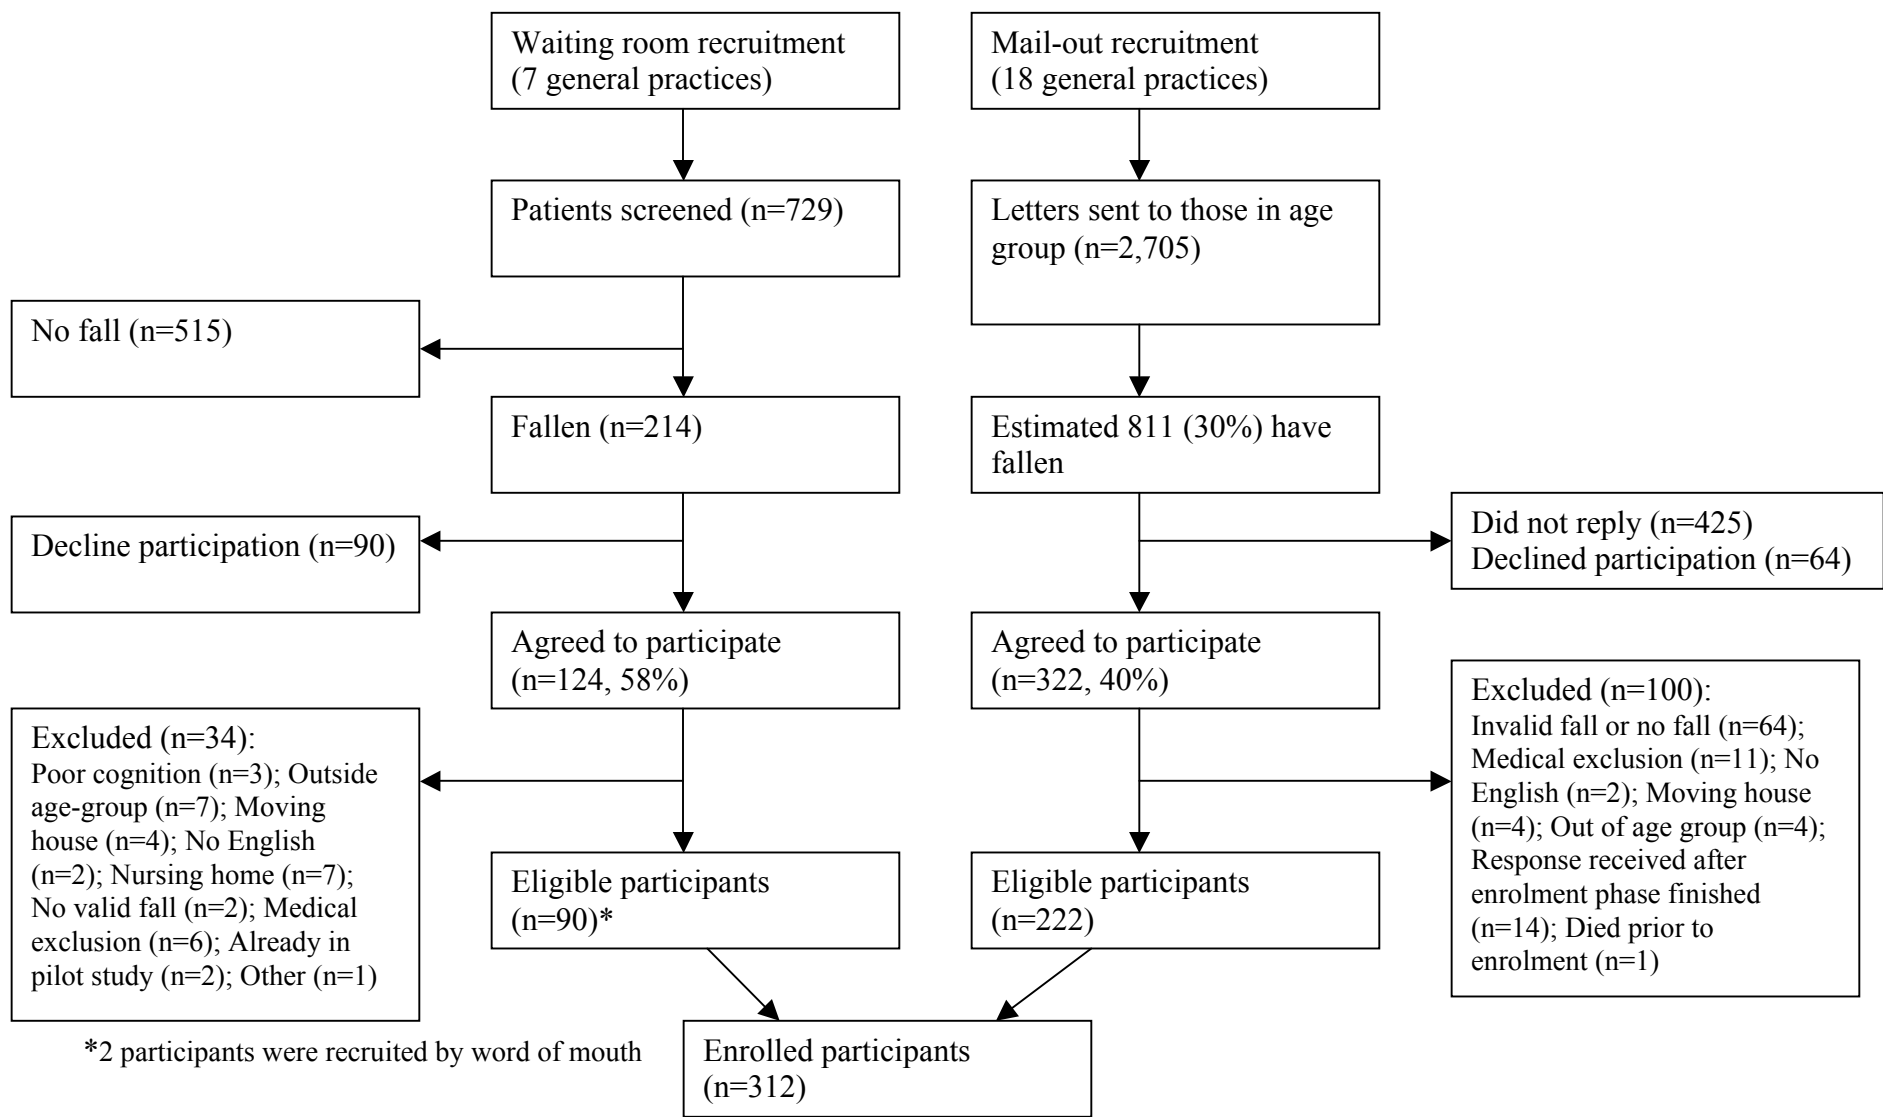 Waiting room recruitment
(7 general practices)
Mail-out recruitment
(18 general practices)
Patients screened (n=729)
Letters sent to those in age
group (n=2,705)
No fall (n=515)
Fallen (n=214)
Estimated 811 (30%) have
fallen
Decline participation (n=90)
Did not reply (n=425)
Declined participation (n=64)
Agreed to participate
(n=124, 58%)
Agreed to participate
(n=322, 40%)
Excluded (n=34):
Poor cognition (n=3); Outside
age-group (n=7); Moving
house (n=4); No English
(n=2); Nursing home (n=7);
No valid fall (n=2); Medical
exclusion (n=6); Already in
pilot study (n=2); Other (n=1)
Excluded (n=100):
Invalid fall or no fall (n=64);
Medical exclusion (n=11); No
English (n=2); Moving house
(n=4); Out of age group (n=4);
Response received after
enrolment phase finished
(n=14); Died prior to
enrolment (n=1)
Eligible participants
(n=90)*
Eligible participants
(n=222)
*2 participants were recruited by word of mouth
Enrolled participants
(n=312)